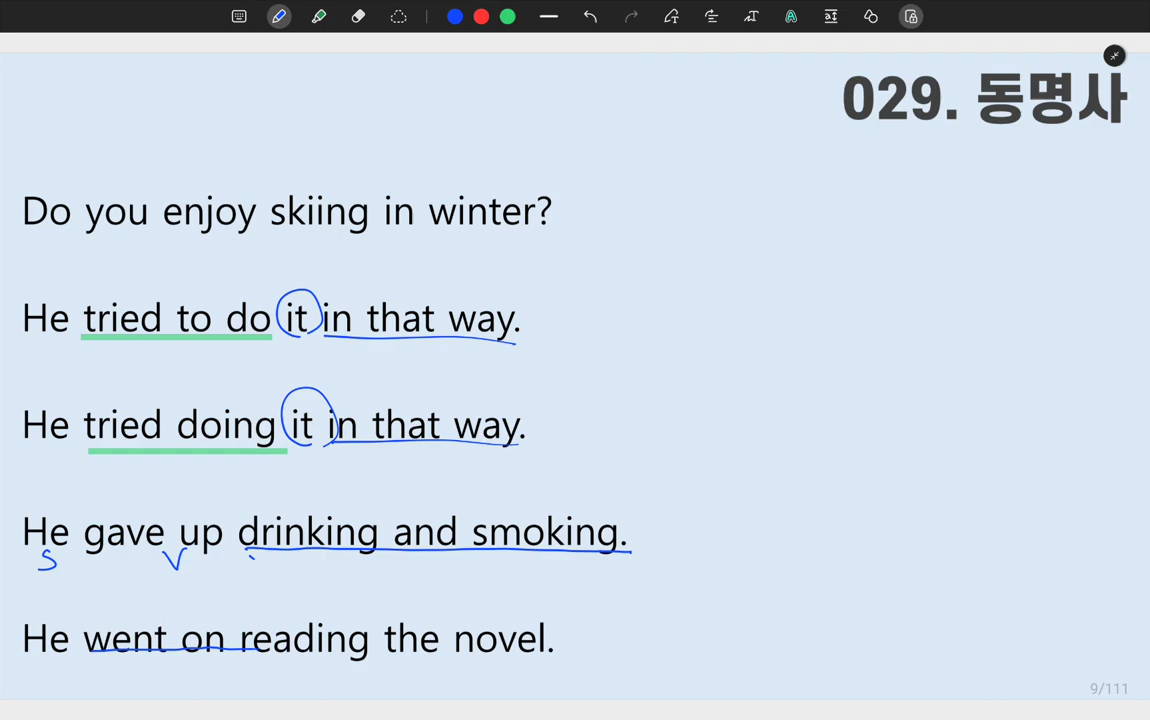 029. 동명사
Do you enjoy skiing in winter?
He tried to do it in that way.
He tried doing it in that way.
He gave up drinking and smoking.
S V
He went on reading the novel.
9/111